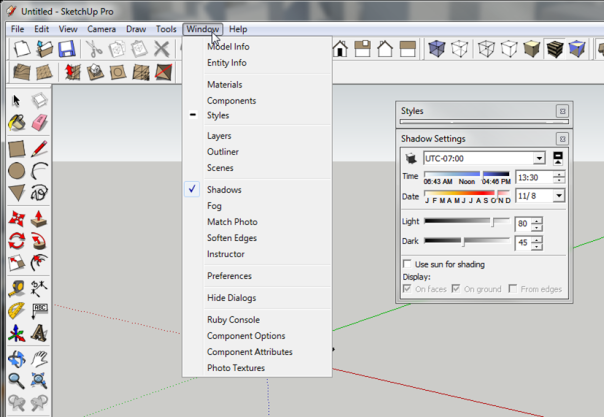 Untitled - SketchUp Pro
File Edit View Camera Draw Tools Window Help
Model Info
Entity Info
Materials
Components
Styles
Layers
Outliner
Scenes
Shadows
Fog
Match Photo
Soften Edges
Instructor
Preferences
Hide Dialogs
Ruby Console
Component Options
Component Attributes
Photo Textures
Styles
Shadow Settings
UTC-07:00
Time 06:43 AM Noon 04:46 PM 13:30
Date J F M A M J J A S O N D 11/ 8
Light 80
Dark 45
Use sun for shading
Display:
On faces On ground From edges
ABC